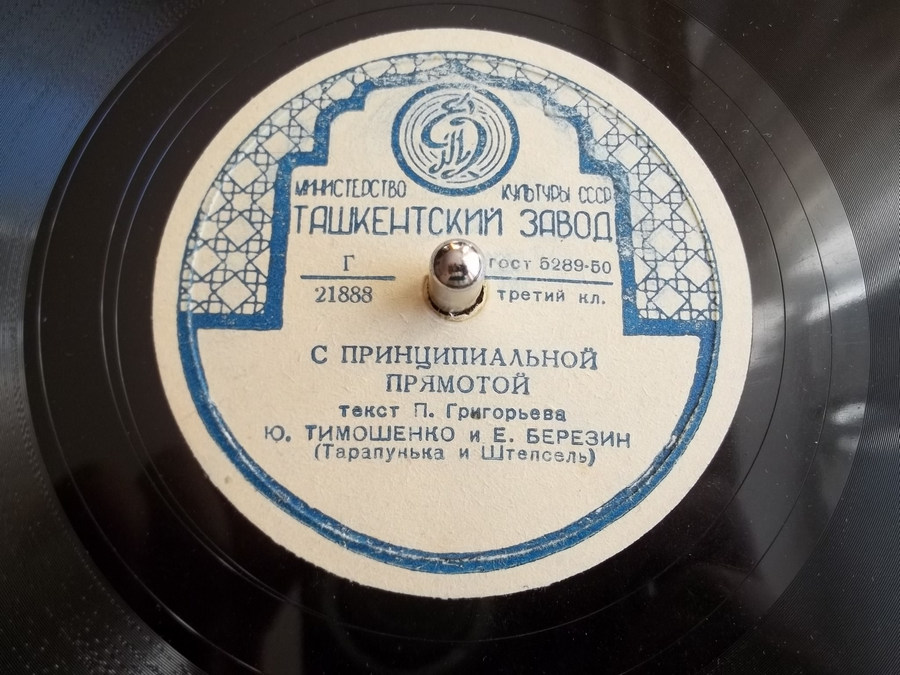 МИНИСТЕРСТВО КУЛЬТУРЫ СССР
ТАШКЕНТСКИЙ ЗАВОД
Г ГОСТ 5289-50
21888 третий кл.
С ПРИНЦИПИАЛЬНОЙ
ПРЯМОТОЙ
текст П. Григорьева
Ю. ТИМОШЕНКО и Е. БЕРЕЗИН
(Тарапунька и Штепсель)